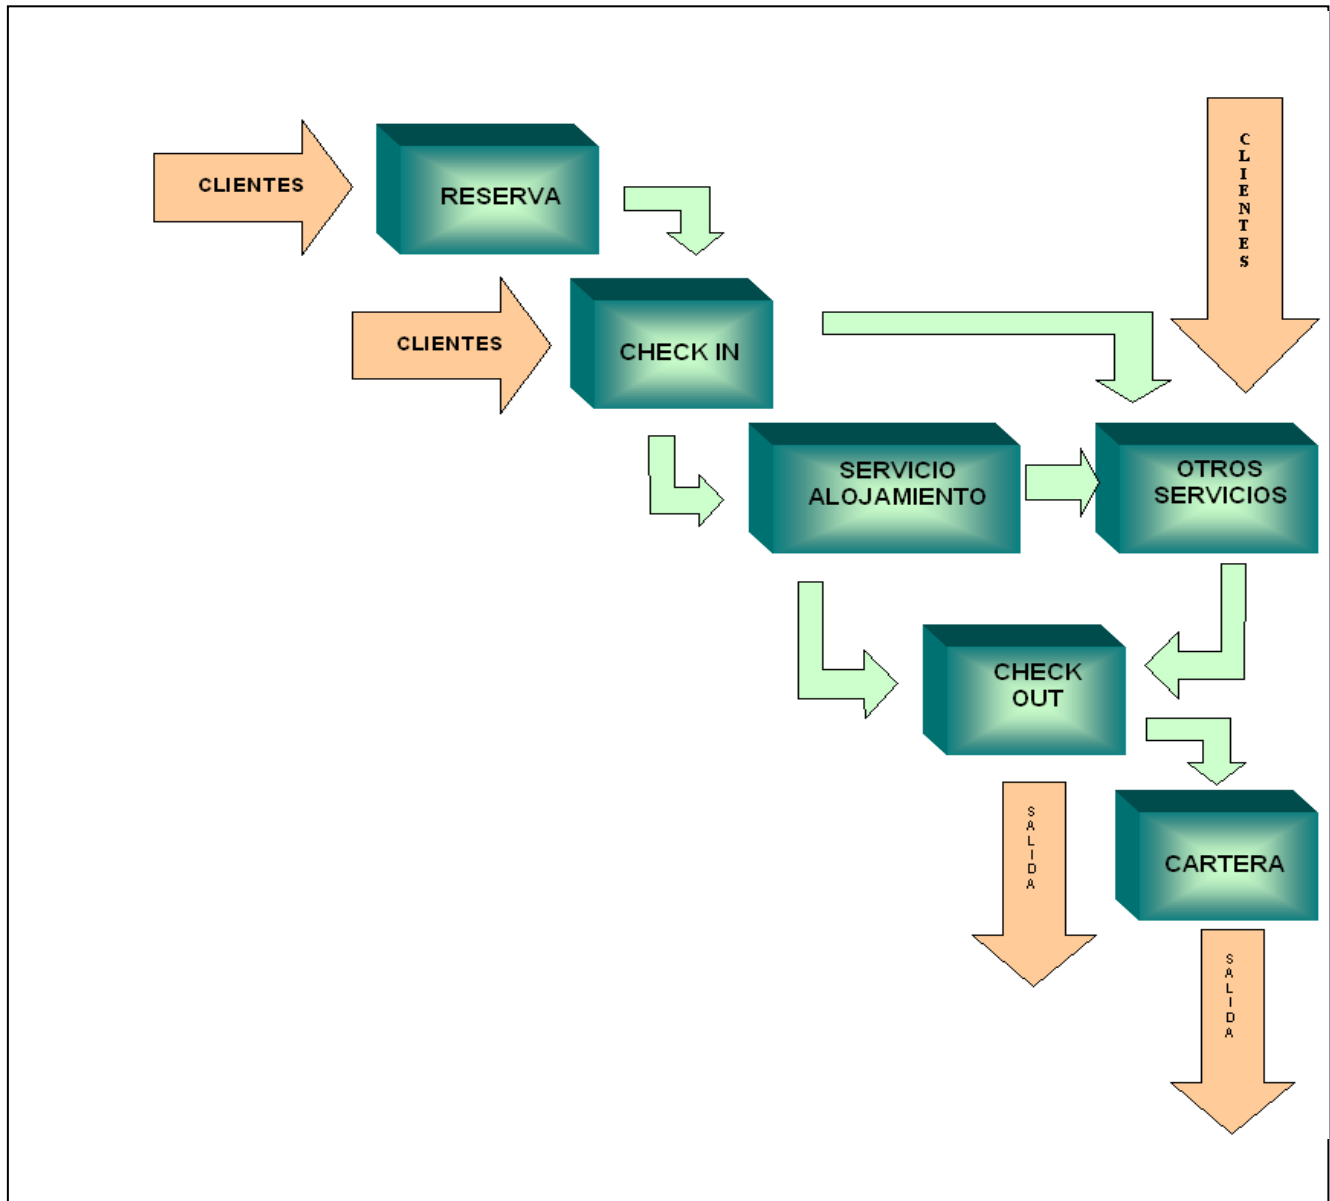 CLIENTES
RESERVA
CLIENTES
CLIENTES
CHECK IN
SERVICIO
ALOJAMIENTO
OTROS
SERVICIOS
CHECK
OUT
SALIDA
CARTERA
SALIDA